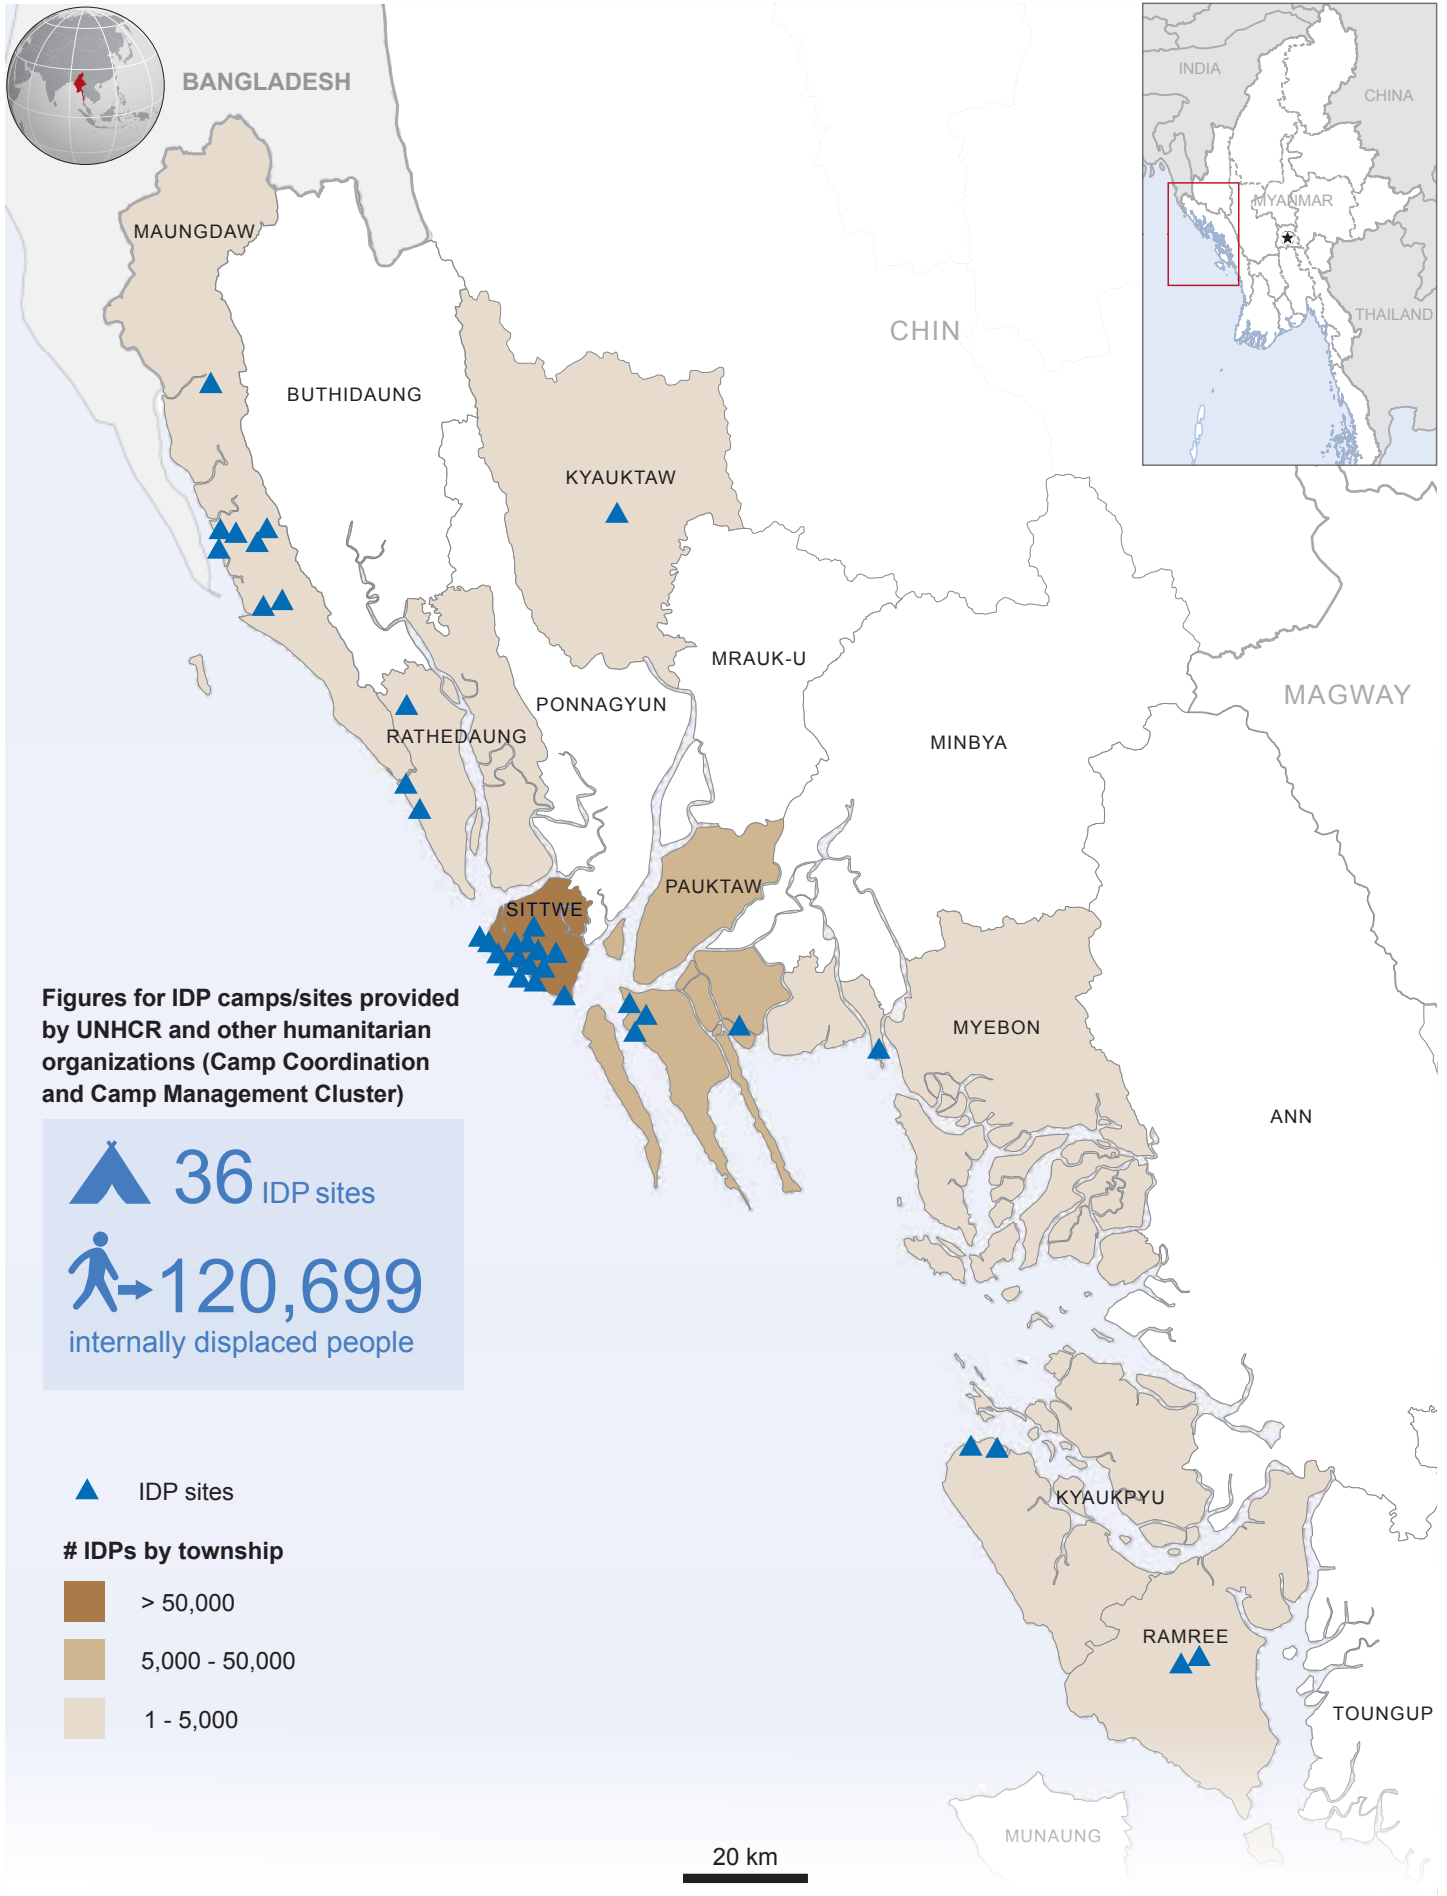 BANGLADESH
INDIA
CHINA
MYANMAR
THAILAND
MAUNGDAW
CHIN
BUTHIDAUNG
KYAUKTAW
MRAUK-U
MAGWAY
PONNAGYUN
RATHEDAUNG
MINBYA
PAUKTAW
SITTWE
MYEBON
ANN
Figures for IDP camps/sites provided
by UNHCR and other humanitarian
organizations (Camp Coordination
and Camp Management Cluster)
36 IDP sites
120,699
internally displaced people
IDP sites
KYAUKPYU
# IDPs by township
> 50,000
5,000 - 50,000
1 - 5,000
RAMREE
TOUNGUP
MUNAUNG
20 km